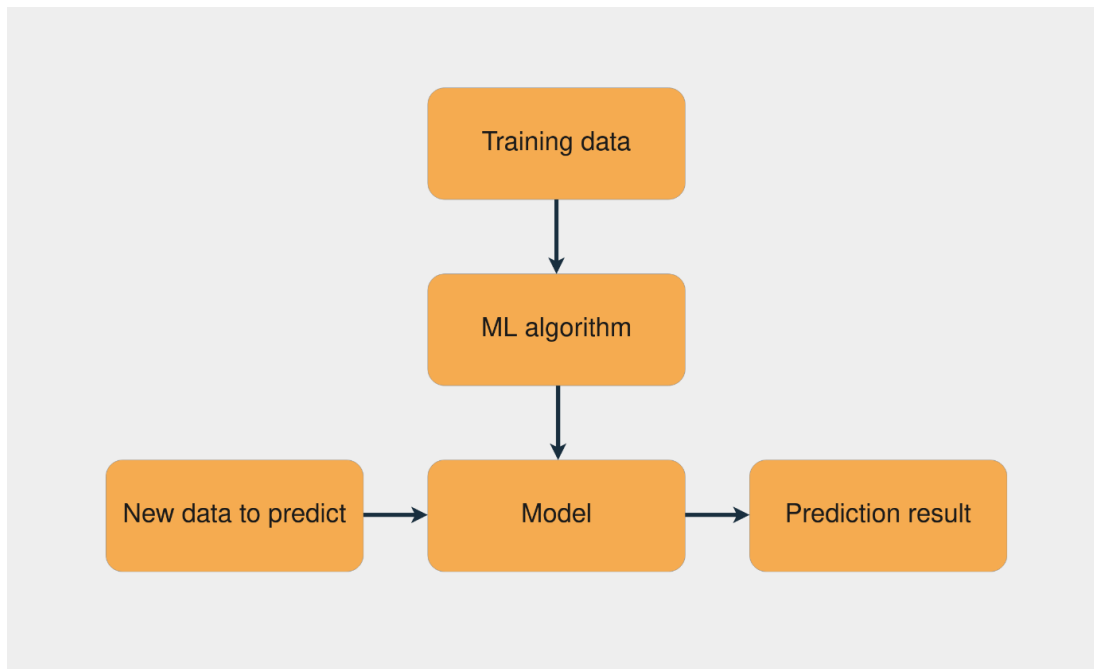 Training data
ML algorithm
New data to predict
Model
Prediction result